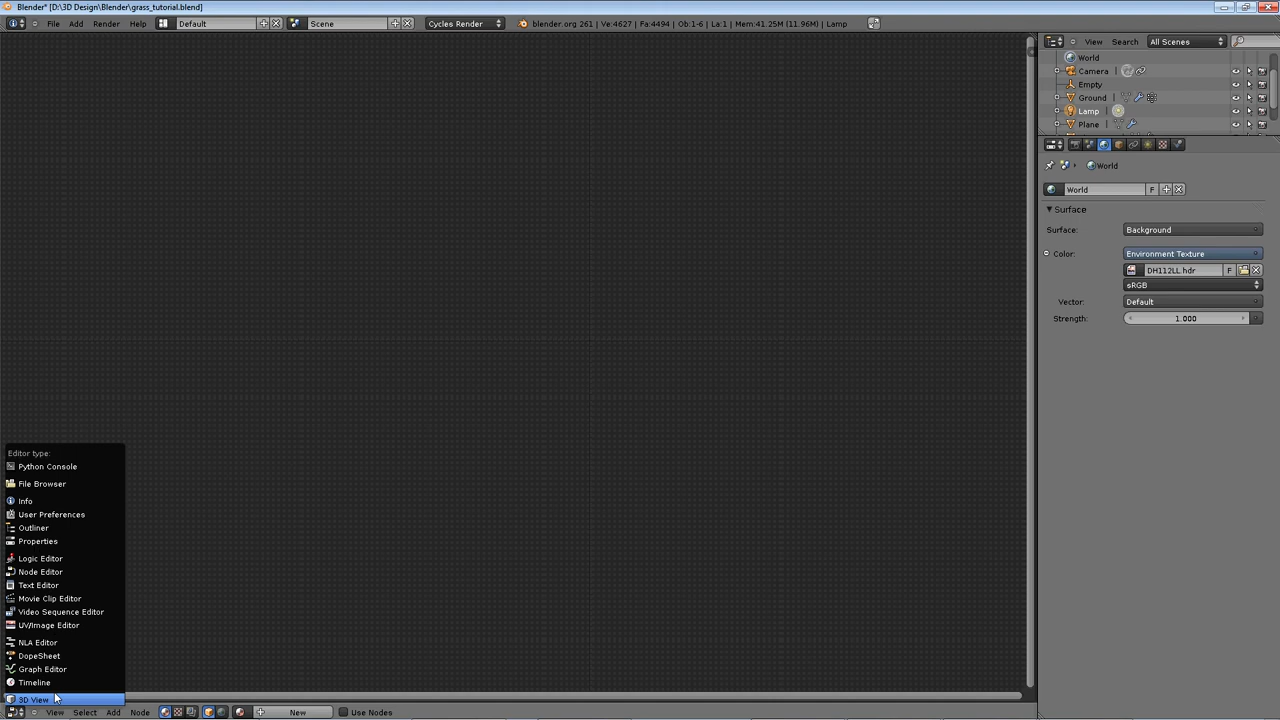 Blender* [D:\3D Design\Blender\grass_tutorial.blend]
File Add Render Help Default Scene Cycles Render blender.org 261 | Ve:4627 | Fa:4494 | Ob:1-6 | La:1 | Mem:41.25M (11.96M) | Lamp
View Search All Scenes
World
Camera
Empty
Ground
Lamp
Plane
World
World F
Surface
Surface: Background
Color: Environment Texture
DH112LL.hdr F
sRGB
Vector: Default
Strength: 1.000
Editor type:
Python Console
File Browser
Info
User Preferences
Outliner
Properties
Logic Editor
Node Editor
Text Editor
Movie Clip Editor
Video Sequence Editor
UV/Image Editor
NLA Editor
DopeSheet
Graph Editor
Timeline
3D View
View Select Add Node New Use Nodes